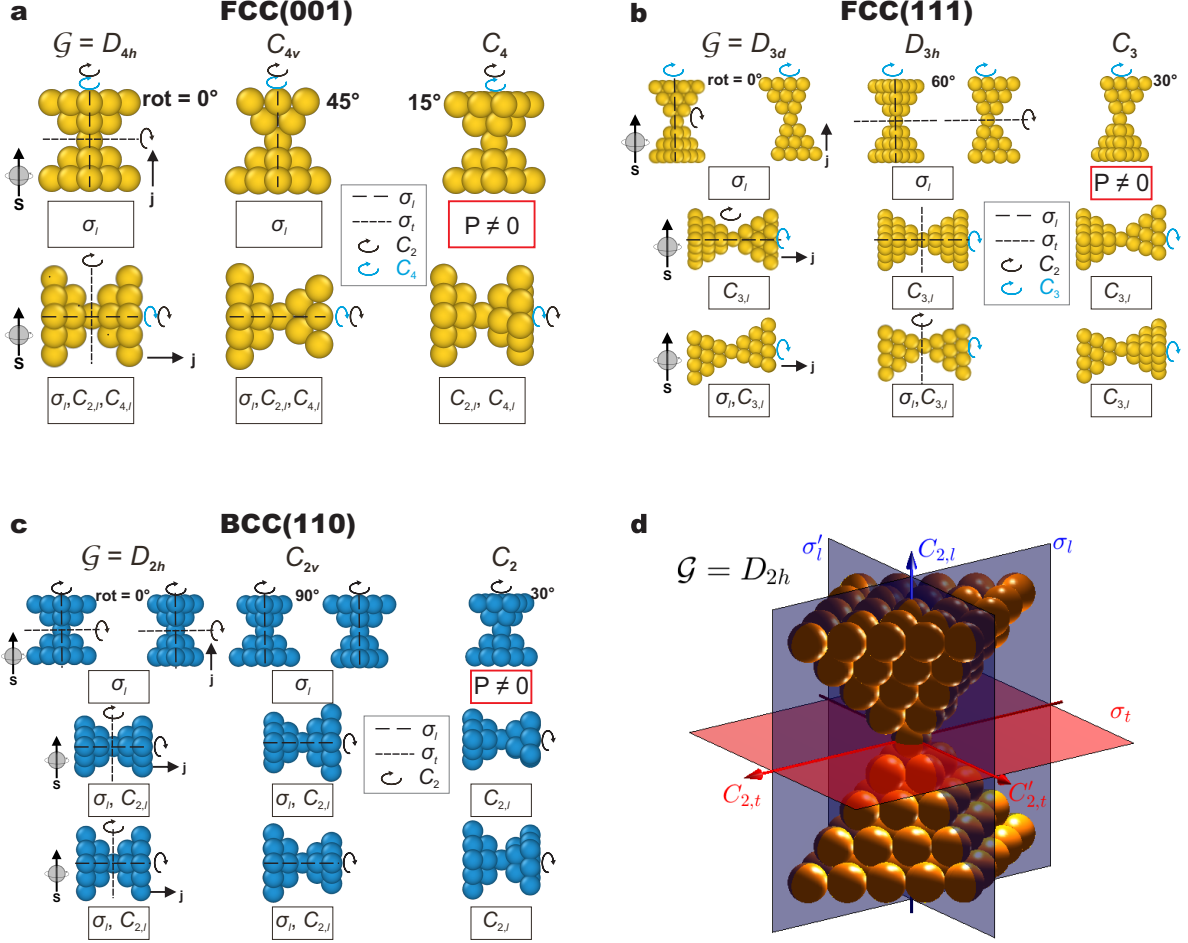 a
FCC(001)
𝒢 = D4h
C4v
C4
rot = 0°
45°
15°
S
j
σl
σl
P ≠ 0
σl
σt
C2
C4
S
j
σl,C2,l,C4,l
σl,C2,l,C4,l
C2,l, C4,l
b
FCC(111)
𝒢 = D3d
D3h
C3
rot = 0°
60°
30°
S
j
σl
σl
P ≠ 0
σl
σt
C2
C3
S
j
C3,l
C3,l
C3,l
S
j
σl,C3,l
σl,C3,l
C3,l
c
BCC(110)
𝒢 = D2h
C2v
C2
rot = 0°
90°
30°
S
j
σl
σl
P ≠ 0
σl
σt
C2
S
j
σl, C2,l
σl, C2,l
C2,l
S
j
σl, C2,l
σl, C2,l
C2,l
d
𝒢 = D2h
σ′l
C2,l
σl
σt
C2,t
C′2,t